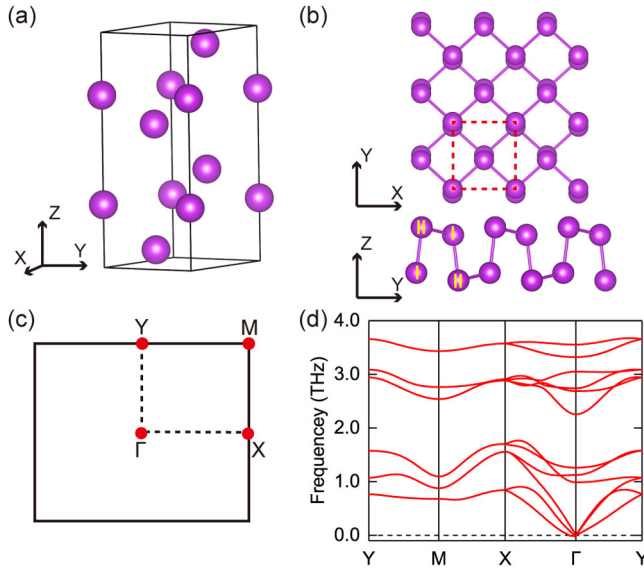 (a)
Z
X
Y
(b)
Y
X
Z
Y
(c)
Y
M
Γ
X
(d)
Frequencey (THz)
4.0
3.0
2.0
1.0
0.0
Y M X Γ Y